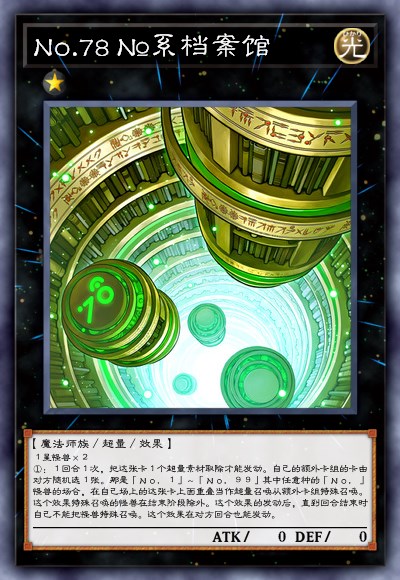 No.78 №系档案馆
光
【魔法师族／超量／效果】
1星怪兽×2
①：1回合1次，把这张卡1个超量素材取除才能发动。自己的额外卡组的卡由
对方随机选1张。那是「Ｎｏ．１」~「Ｎｏ．９９」其中任意种的「Ｎｏ．」
怪兽的场合，在自己场上的这张卡上面重叠当作超量召唤从额外卡组特殊召唤。
这个效果特殊召唤的怪兽在结束阶段除外。这个效果的发动后，直到回合结束时
自己不能把怪兽特殊召唤。这个效果在对方回合也能发动。
ATK/ 0 DEF/ 0